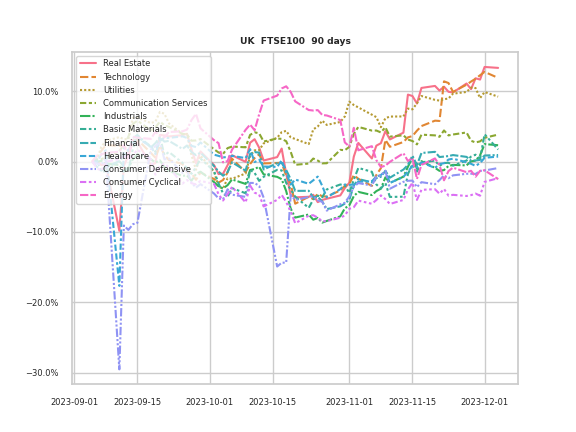 UK FTSE100 90 days
10.0%
0.0%
−10.0%
−20.0%
−30.0%
Real Estate
Technology
Utilities
Communication Services
Industrials
Basic Materials
Financial
Healthcare
Consumer Defensive
Consumer Cyclical
Energy
2023-09-01 2023-09-15 2023-10-01 2023-10-15 2023-11-01 2023-11-15 2023-12-01